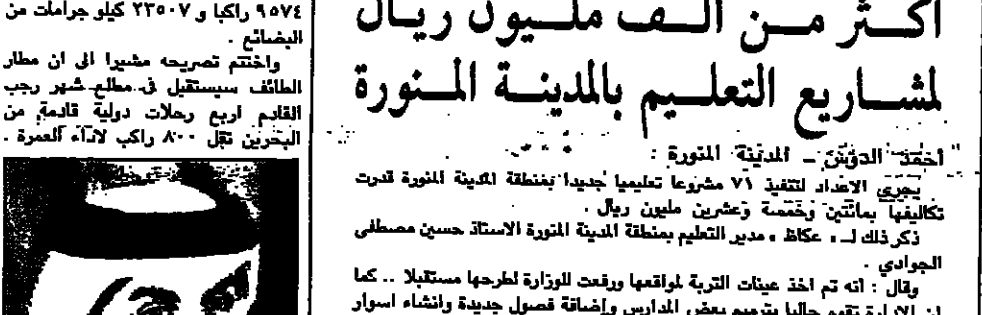 أكثر من ألف مليون ريال
لمشاريع التعليم بالمدينة المنورة
أحمد الدويش - المدينة المنورة :
يجرى الاعداد لتنفيذ ٧١ مشروعا تعليميا جديدا بمنطقة المدينة المنورة قدرت
تكاليفها بمائتين وخمسة وعشرين مليون ريال .
ذكر ذلك لـ « عكاظ » مدير التعليم بمنطقة المدينة المنورة الاستاذ حسين مصطفى
الجوادي .
وقال : انه تم اخذ عينات التربة لمواقعها ورفعت للوزارة لطرحها مستقبلا .. كما
ان الادارة تقوم حاليا بترميم بعض المدارس وإضافة فصول جديدة وانشاء اسوار
٩٥٧٤ راكبا و ٢٣٥٠٧ كيلو جرامات من
البضائع .
واختتم تصريحه مشيرا الى ان مطار
الطائف سيستقبل فى مطلع شهر رجب
القادم اربع رحلات دولية قادمة من
البحرين تقل ٨٠٠ راكب لاداء العمرة .